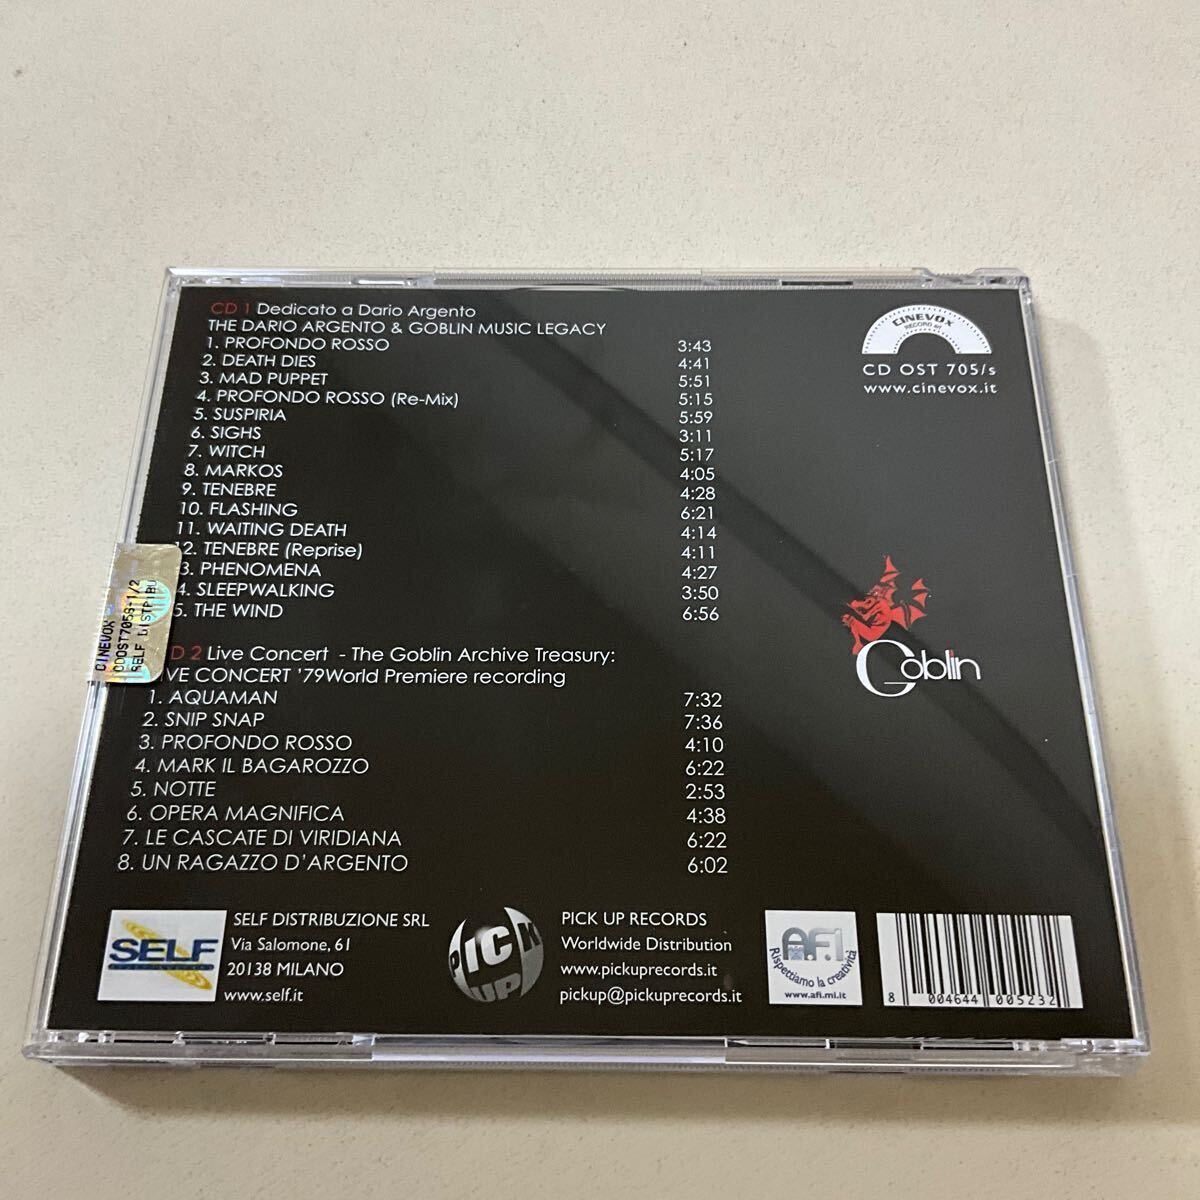 CD 1 Dedicato a Dario Argento
THE DARIO ARGENTO & GOBLIN MUSIC LEGACY
1. PROFONDO ROSSO 3:43
2. DEATH DIES 4:41
3. MAD PUPPET 5:51
4. PROFONDO ROSSO (Re-Mix) 5:15
5. SUSPIRIA 5:59
6. SIGHS 3:11
7. WITCH 5:17
8. MARKOS 4:05
9. TENEBRE 4:28
10. FLASHING 6:21
11. WAITING DEATH 4:14
12. TENEBRE (Reprise) 4:11
3. PHENOMENA 4:27
4. SLEEPWALKING 3:50
5. THE WIND 6:56
D 2 Live Concert - The Goblin Archive Treasury:
VE CONCERT '79World Premiere recording
1. AQUAMAN 7:32
2. SNIP SNAP 7:36
3. PROFONDO ROSSO 4:10
4. MARK IL BAGAROZZO 6:22
5. NOTTE 2:53
6. OPERA MAGNIFICA 4:38
7. LE CASCATE DI VIRIDIANA 6:22
8. UN RAGAZZO D'ARGENTO 6:02
CINEVOX
RECORD srl
CD OST 705/s
www.cinevox.it
Goblin
CINEVOX
CDOST705S-1/2
SELF DISTRIBU
SELF
SELF DISTRIBUZIONE SRL
Via Salomone, 61
20138 MILANO
www.self.it
PICK
UP
PICK UP RECORDS
Worldwide Distribution
www.pickuprecords.it
pickup@pickuprecords.it
A.F.I.
Rispettiamo la creatività
www.afi.mi.it
8 004644 005232